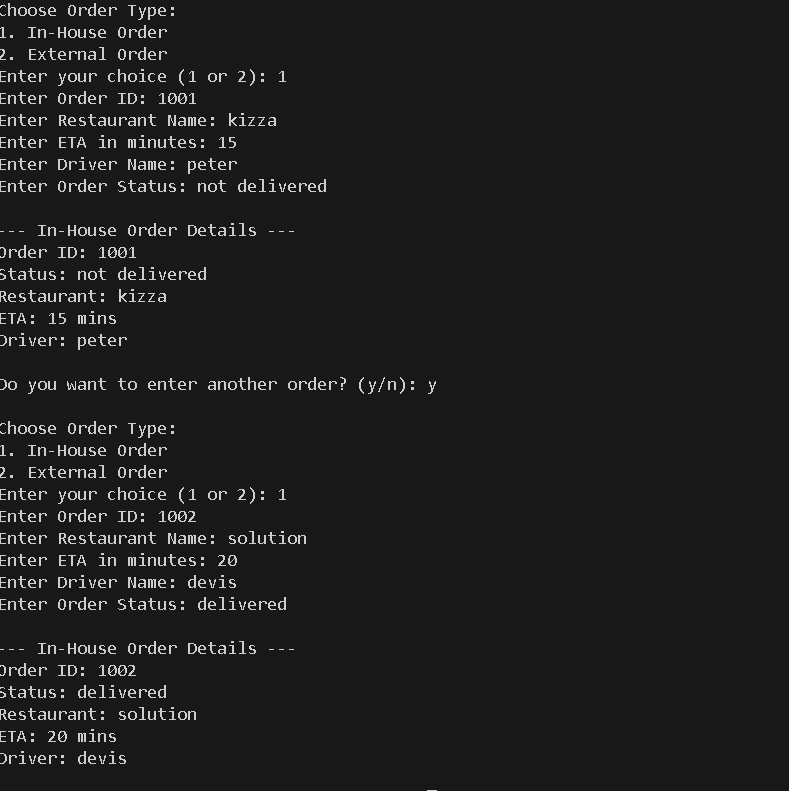 Choose Order Type:
1. In-House Order
2. External Order
Enter your choice (1 or 2): 1
Enter Order ID: 1001
Enter Restaurant Name: kizza
Enter ETA in minutes: 15
Enter Driver Name: peter
Enter Order Status: not delivered
--- In-House Order Details ---
Order ID: 1001
Status: not delivered
Restaurant: kizza
ETA: 15 mins
Driver: peter
Do you want to enter another order? (y/n): y
Choose Order Type:
1. In-House Order
2. External Order
Enter your choice (1 or 2): 1
Enter Order ID: 1002
Enter Restaurant Name: solution
Enter ETA in minutes: 20
Enter Driver Name: devis
Enter Order Status: delivered
--- In-House Order Details ---
Order ID: 1002
Status: delivered
Restaurant: solution
ETA: 20 mins
Driver: devis